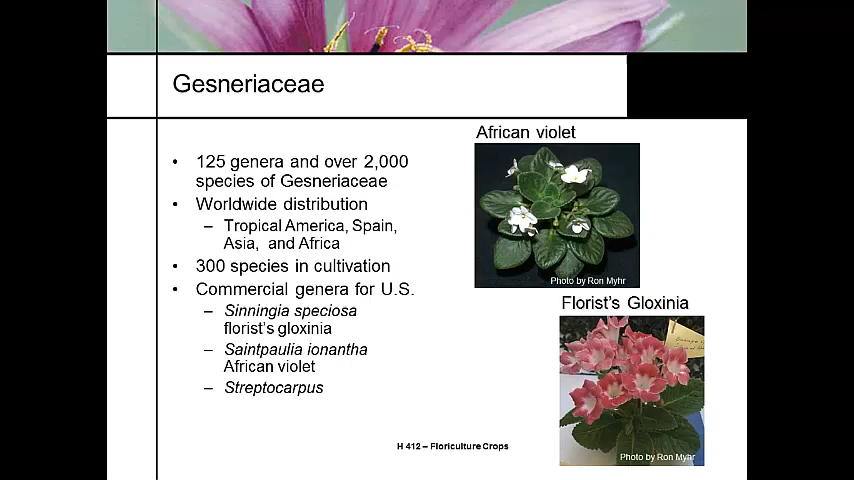 Gesneriaceae
• 125 genera and over 2,000
species of Gesneriaceae
• Worldwide distribution
– Tropical America, Spain,
Asia, and Africa
• 300 species in cultivation
• Commercial genera for U.S.
– Sinningia speciosa
florist's gloxinia
– Saintpaulia ionantha
African violet
– Streptocarpus
African violet
Photo by Ron Myhr
Florist's Gloxinia
Photo by Ron Myhr
H 412 – Floriculture Crops